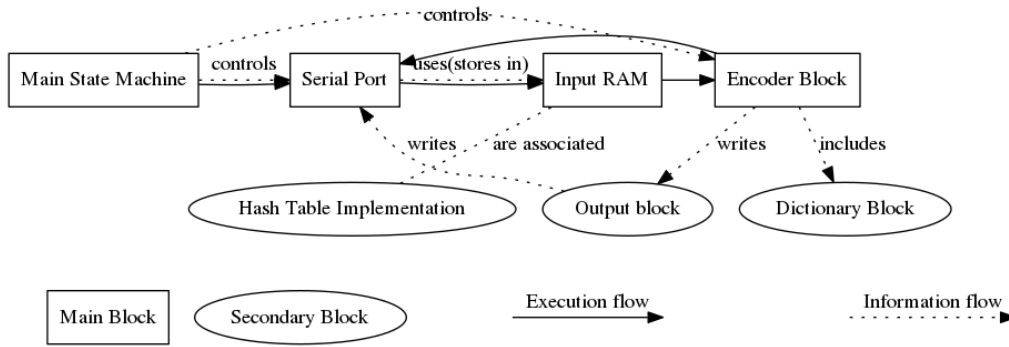 controls
Main State Machine
controls
Serial Port
uses(stores in)
Input RAM
Encoder Block
writes
are associated
writes
includes
Hash Table Implementation
Output block
Dictionary Block
Main Block
Secondary Block
Execution flow
Information flow